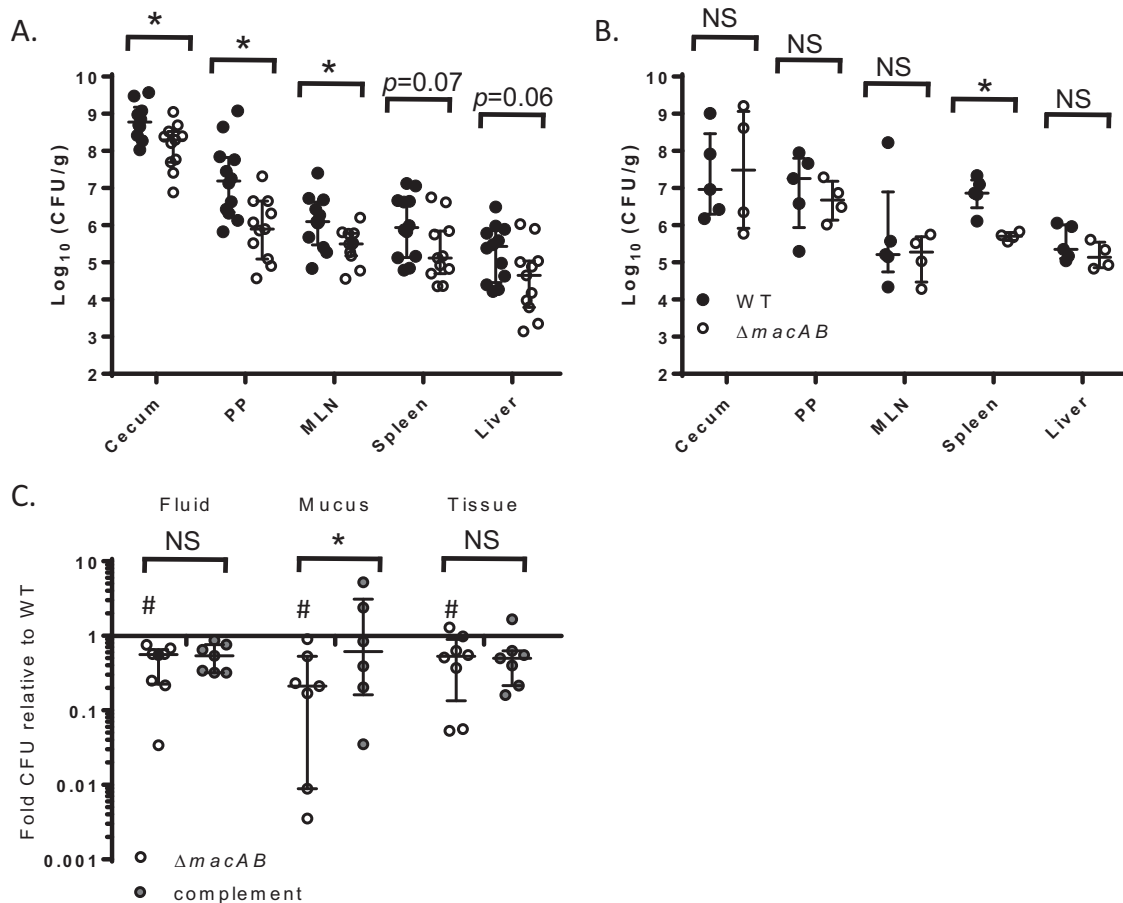 A.
* * * p=0.07 p=0.06
Log10 (CFU/g)
10
9
8
7
6
5
4
3
2
Cecum PP MLN Spleen Liver
B.
NS NS NS * NS
Log10 (CFU/g)
10
9
8
7
6
5
4
3
2
WT
ΔmacAB
Cecum PP MLN Spleen Liver
C.
Fluid Mucus Tissue
NS * NS
Fold CFU relative to WT
10
1
0.1
0.01
0.001
# # #
ΔmacAB
complement